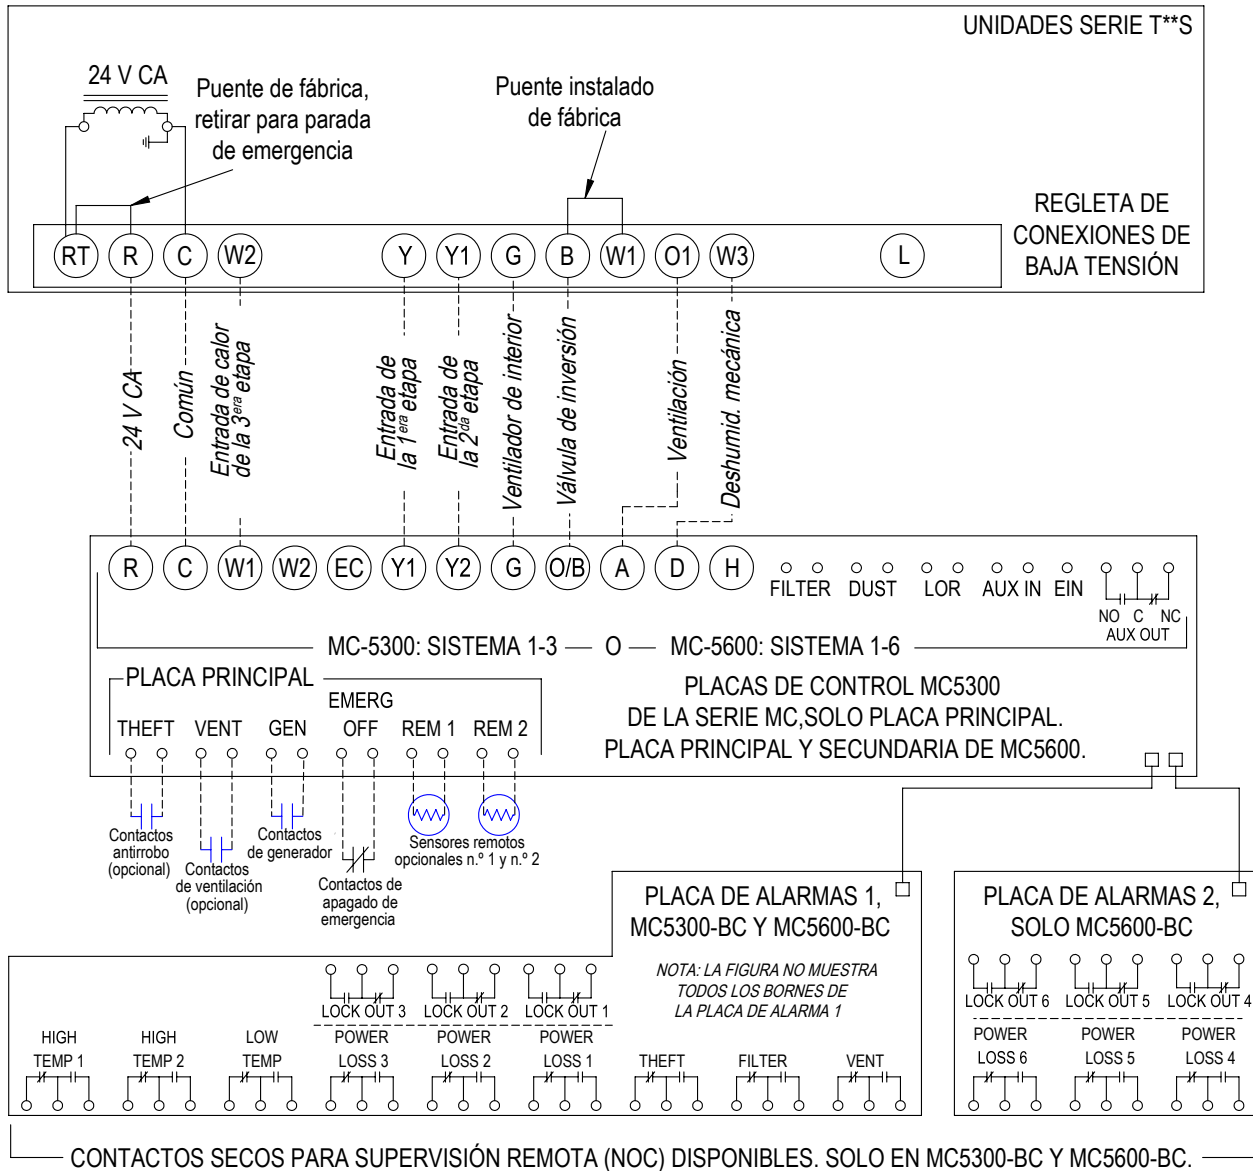 UNIDADES SERIE T**S
24 V CA
Puente de fábrica,
retirar para parada
de emergencia
Puente instalado
de fábrica
REGLETA DE
CONEXIONES DE
BAJA TENSIÓN
RT R C W2 Y Y1 G B W1 O1 W3 L
24 V CA
Común
Entrada de calor
de la 3era etapa
Entrada de
la 1era etapa
Entrada de
la 2da etapa
Ventilador de interior
Válvula de inversión
Ventilación
Deshumid. mecánica
R C W1 W2 EC Y1 Y2 G O/B A D H
FILTER DUST LOR AUX IN EIN
NO C NC
AUX OUT
MC-5300: SISTEMA 1-3 O MC-5600: SISTEMA 1-6
PLACA PRINCIPAL
PLACAS DE CONTROL MC5300
DE LA SERIE MC,SOLO PLACA PRINCIPAL.
PLACA PRINCIPAL Y SECUNDARIA DE MC5600.
EMERG
THEFT VENT GEN OFF REM 1 REM 2
Contactos
antirrobo
(opcional)
Contactos
de ventilación
(opcional)
Contactos
de generador
Contactos de
apagado de
emergencia
Sensores remotos
opcionales n.º 1 y n.º 2
PLACA DE ALARMAS 1,
MC5300-BC Y MC5600-BC
NOTA: LA FIGURA NO MUESTRA
TODOS LOS BORNES DE
LA PLACA DE ALARMA 1
LOCK OUT 3 LOCK OUT 2 LOCK OUT 1
HIGH HIGH LOW POWER POWER POWER
TEMP 1 TEMP 2 TEMP LOSS 3 LOSS 2 LOSS 1 THEFT FILTER VENT
PLACA DE ALARMAS 2,
SOLO MC5600-BC
LOCK OUT 6 LOCK OUT 5 LOCK OUT 4
POWER POWER POWER
LOSS 6 LOSS 5 LOSS 4
CONTACTOS SECOS PARA SUPERVISIÓN REMOTA (NOC) DISPONIBLES. SOLO EN MC5300-BC Y MC5600-BC.